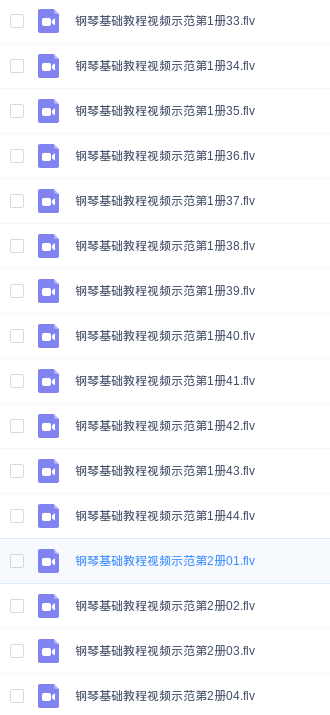 钢琴基础教程视频示范第1册33.flv
钢琴基础教程视频示范第1册34.flv
钢琴基础教程视频示范第1册35.flv
钢琴基础教程视频示范第1册36.flv
钢琴基础教程视频示范第1册37.flv
钢琴基础教程视频示范第1册38.flv
钢琴基础教程视频示范第1册39.flv
钢琴基础教程视频示范第1册40.flv
钢琴基础教程视频示范第1册41.flv
钢琴基础教程视频示范第1册42.flv
钢琴基础教程视频示范第1册43.flv
钢琴基础教程视频示范第1册44.flv
钢琴基础教程视频示范第2册01.flv
钢琴基础教程视频示范第2册02.flv
钢琴基础教程视频示范第2册03.flv
钢琴基础教程视频示范第2册04.flv